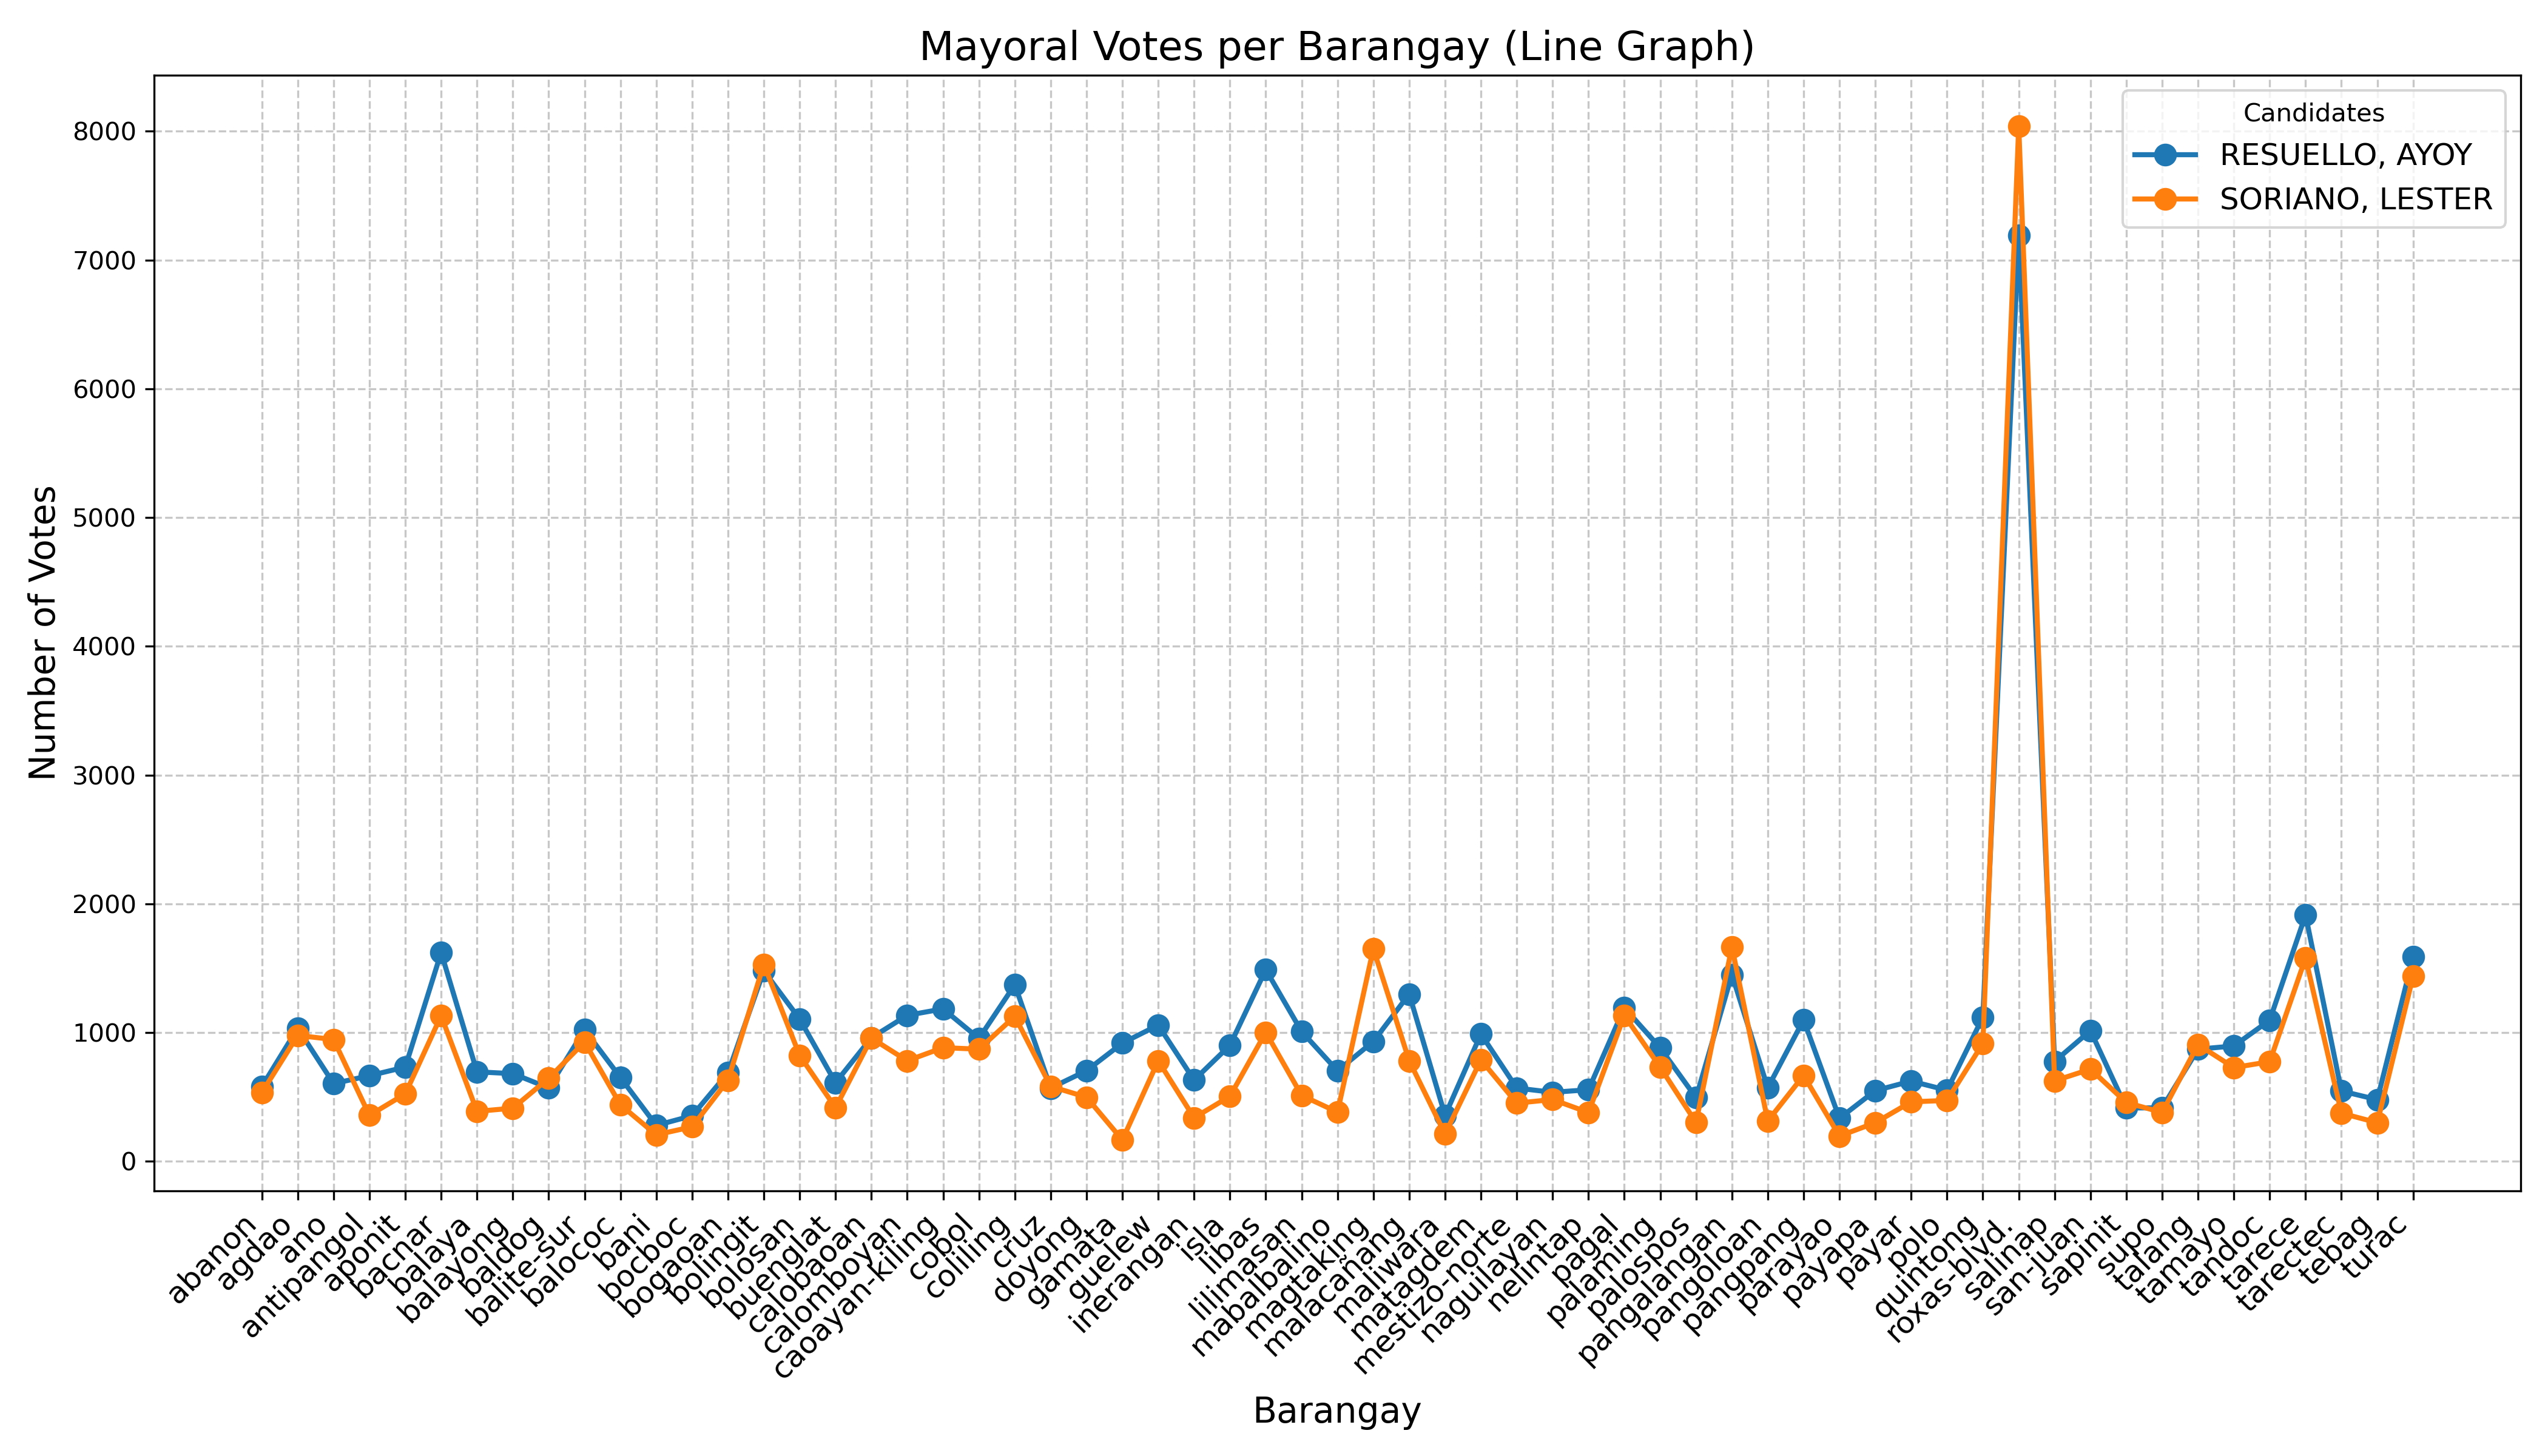 Mayoral Votes per Barangay (Line Graph)
Candidates
RESUELLO, AYOY
SORIANO, LESTER
Number of Votes
8000
7000
6000
5000
4000
3000
2000
1000
0
abanon
agdao
ano
antipangol
aponit
bacnar
balaya
balayong
baldog
balite-sur
balococ
bani
bocboc
bogaoan
bolingit
bolosan
buenglat
calobaoan
calomboyan
caoayan-kiling
cobol
coliling
cruz
doyong
gamata
guelew
inerangan
isla
libas
lilimasan
mabalbalino
magtaking
malacañang
maliwara
matagdem
mestizo-norte
naguilayan
nelintap
pagal
palaming
palospos
pangalangan
pangoloan
pangpang
parayao
payapa
payar
polo
quintong
roxas-blvd.
salinap
san-juan
sapinit
supo
talang
tamayo
tandoc
tarece
tarectec
tebag
turac
Barangay